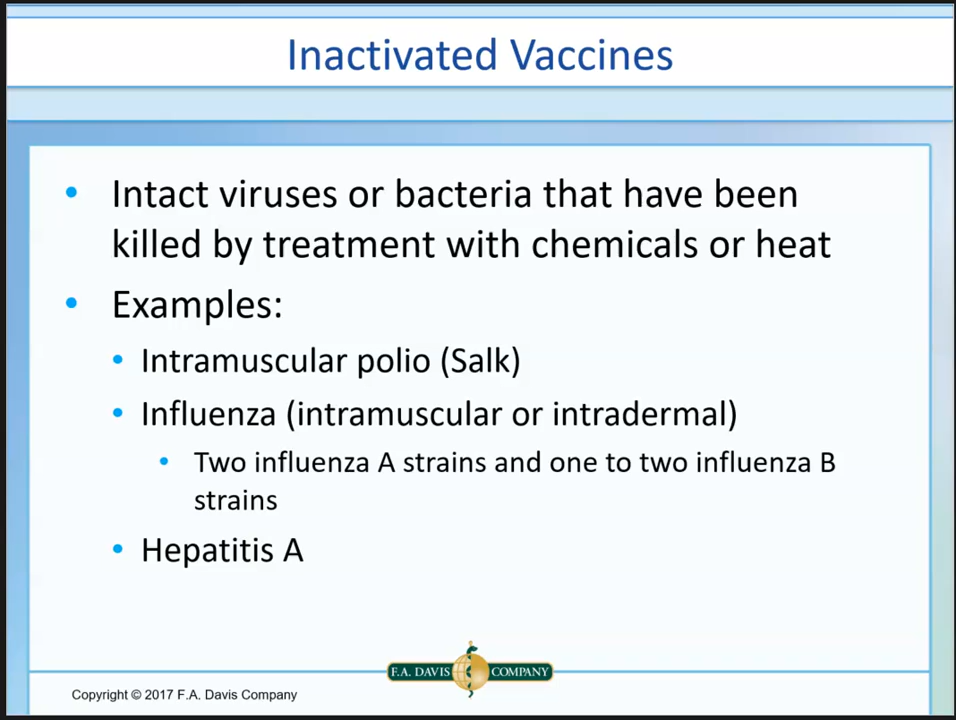 Inactivated Vaccines
• Intact viruses or bacteria that have been
killed by treatment with chemicals or heat
• Examples:
• Intramuscular polio (Salk)
• Influenza (intramuscular or intradermal)
• Two influenza A strains and one to two influenza B
strains
• Hepatitis A
F.A. DAVIS COMPANY
Copyright © 2017 F.A. Davis Company